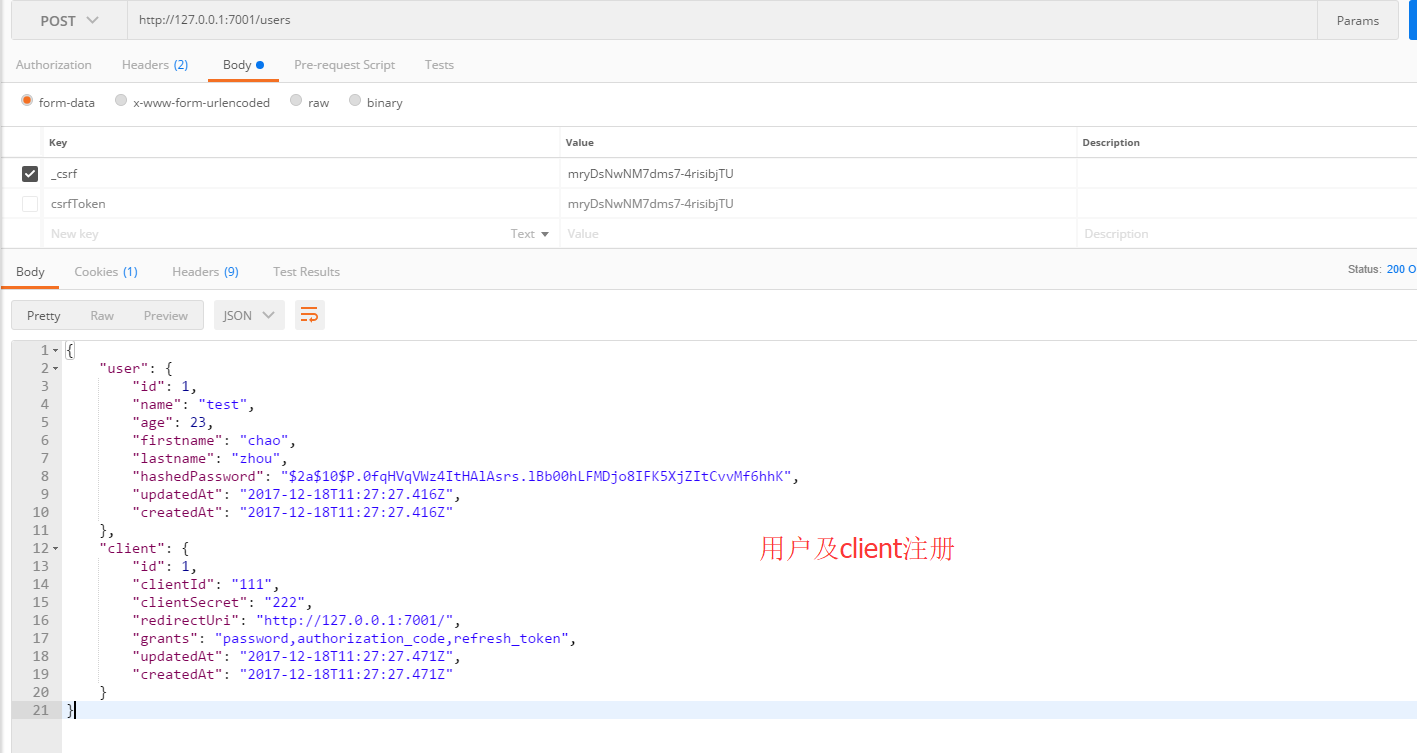 POST http://127.0.0.1:7001/users Params
Authorization Headers (2) Body Pre-request Script Tests
form-data x-www-form-urlencoded raw binary
Key Value Description
_csrf mryDsNwNM7dms7-4risibjTU
csrfToken mryDsNwNM7dms7-4risibjTU
New key Text Value Description
Body Cookies (1) Headers (9) Test Results Status: 200 O
Pretty Raw Preview JSON
1 {
2 "user": {
3 "id": 1,
4 "name": "test",
5 "age": 23,
6 "firstname": "chao",
7 "lastname": "zhou",
8 "hashedPassword": "$2a$10$P.0fqHVqVWz4ItHAlAsrs.lBb00hLFMDjo8IFK5XjZItCvvMf6hhK",
9 "updatedAt": "2017-12-18T11:27:27.416Z",
10 "createdAt": "2017-12-18T11:27:27.416Z"
11 },
12 "client": {
用户及client注册
13 "id": 1,
14 "clientId": "111",
15 "clientSecret": "222",
16 "redirectUri": "http://127.0.0.1:7001/",
17 "grants": "password,authorization_code,refresh_token",
18 "updatedAt": "2017-12-18T11:27:27.471Z",
19 "createdAt": "2017-12-18T11:27:27.471Z"
20 }
21 }